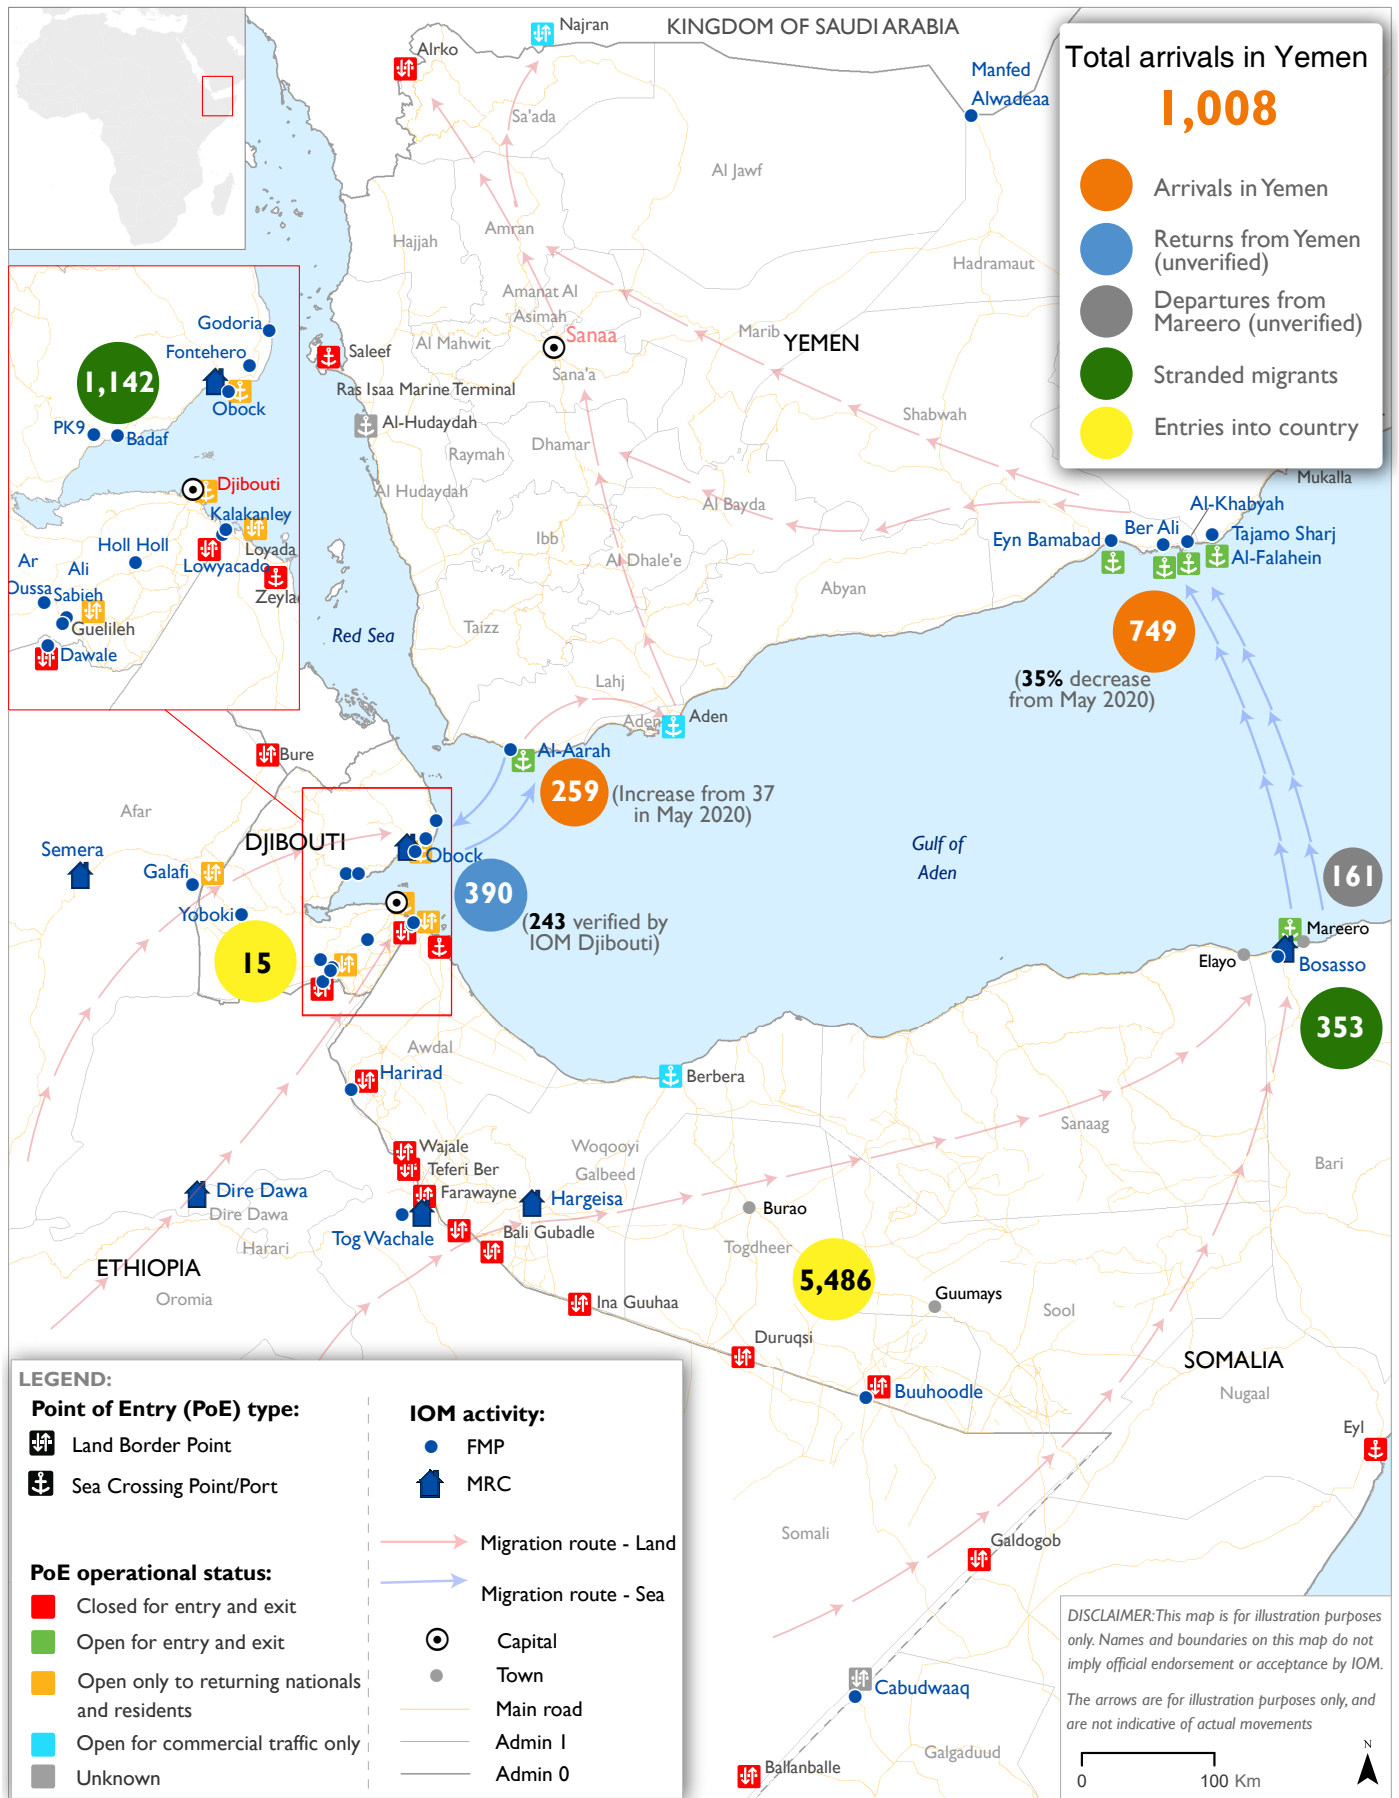 KINGDOM OF SAUDI ARABIA
Najran
Alrko
Manfed
Alwadeaa
Sa'ada
Al Jawf
Amran
Hajjah
Hadramaut
Amanat Al
Asimah
Sanaa
Marib
YEMEN
Al Mahwit
Saleef
Sana'a
Ras Isaa Marine Terminal
Al-Hudaydah
Shabwah
Dhamar
Raymah
Al Hudaydah
Al Bayda
Mukalla
Al-Khabyah
Ber Ali
Eyn Bamabad
Tajamo Sharj
Al-Falahein
Ibb
Al Dhale'e
Abyan
Taizz
Red Sea
Lahj
Aden
Aden
749
(35% decrease
from May 2020)
Al-Aarah
259
(Increase from 37
in May 2020)
Total arrivals in Yemen
1,008
Arrivals in Yemen
Returns from Yemen
(unverified)
Departures from
Mareero (unverified)
Stranded migrants
Entries into country
Godoria
Fontehero
1,142
Obock
PK9
Badaf
Djibouti
Kalakanley
Loyada
Holl Holl
Lowyacado
Zeyla
Ar
Oussa
Ali
Sabieh
Guelileh
Dawale
Bure
Afar
DJIBOUTI
Semera
Galafi
Obock
Yoboki
15
390
(243 verified by
IOM Djibouti)
Gulf of
Aden
161
Mareero
Elayo
Bosasso
353
Awdal
Harirad
Berbera
Sanaag
Wajale
Teferi Ber
Farawayne
Woqooyi
Galbeed
Bari
Dire Dawa
Dire Dawa
Hargeisa
Burao
Tog Wachale
Bali Gubadle
Harari
Togdheer
ETHIOPIA
Oromia
5,486
Guumays
Ina Guuhaa
Sool
Duruqsi
SOMALIA
Buuhoodle
Nugaal
Eyl
Somali
Galdogob
Cabudwaaq
Galgaduud
Ballanballe
LEGEND:
Point of Entry (PoE) type:
Land Border Point
Sea Crossing Point/Port
PoE operational status:
Closed for entry and exit
Open for entry and exit
Open only to returning nationals
and residents
Open for commercial traffic only
Unknown
IOM activity:
FMP
MRC
Migration route - Land
Migration route - Sea
Capital
Town
Main road
Admin 1
Admin 0
DISCLAIMER: This map is for illustration purposes
only. Names and boundaries on this map do not
imply official endorsement or acceptance by IOM.
The arrows are for illustration purposes only, and
are not indicative of actual movements
N
0 100 Km